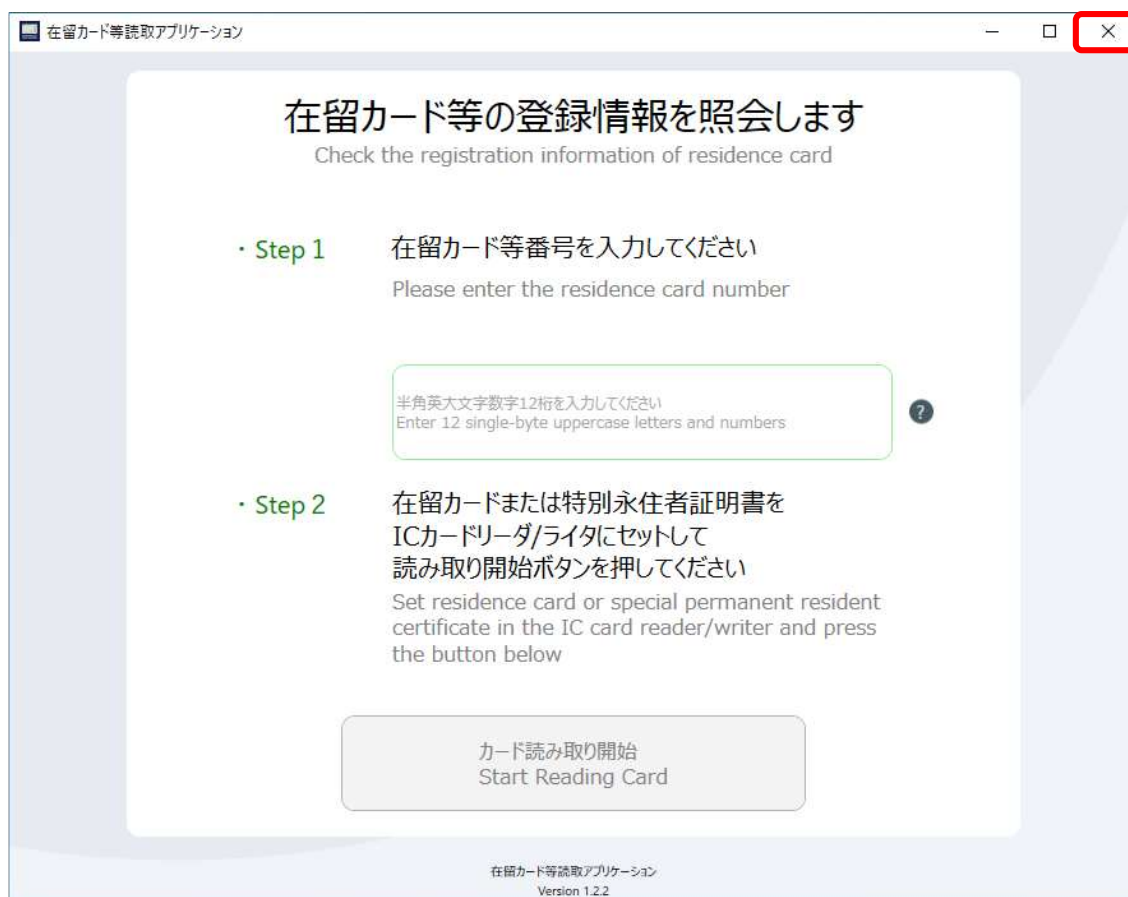 在留カード等読取アプリケーション
在留カード等の登録情報を照会します
Check the registration information of residence card
・Step 1
在留カード等番号を入力してください
Please enter the residence card number
半角英大文字数字12桁を入力してください
Enter 12 single-byte uppercase letters and numbers
?
・Step 2
在留カードまたは特別永住者証明書を
ICカードリーダ/ライタにセットして
読み取り開始ボタンを押してください
Set residence card or special permanent resident
certificate in the IC card reader/writer and press
the button below
カード読み取り開始
Start Reading Card
在留カード等読取アプリケーション
Version 1.2.2